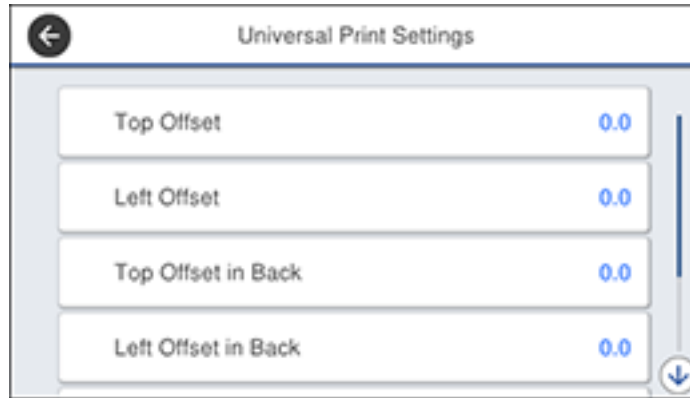 Universal Print Settings
Top Offset 0.0
Left Offset 0.0
Top Offset in Back 0.0
Left Offset in Back 0.0